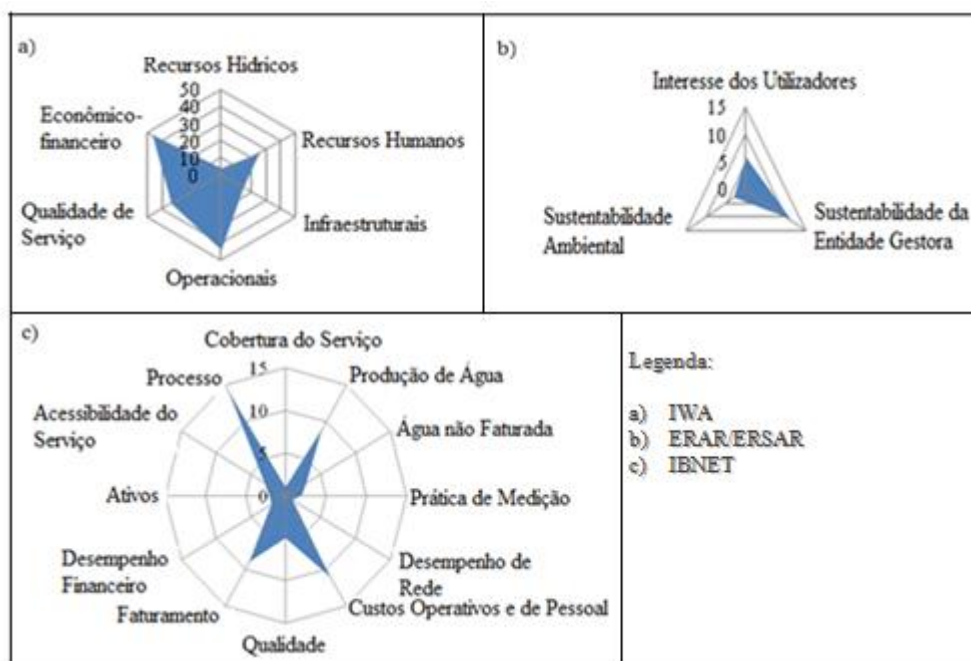 a)
Recursos Hídricos
50
40
30
20
10
0
Econômico-
financeiro
Recursos Humanos
Qualidade de
Serviço
Infraestruturais
Operacionais
b)
Interesse dos Utilizadores
15
10
5
0
Sustentabilidade
Ambiental
Sustentabilidade da
Entidade Gestora
c)
Cobertura do Serviço
15
10
5
0
Processo
Produção de Água
Acessibilidade do
Serviço
Água não Faturada
Ativos
Prática de Medição
Desempenho
Financeiro
Desempenho de
Rede
Faturamento
Custos Operativos e de Pessoal
Qualidade
Legenda:
a) IWA
b) ERAR/ERSAR
c) IBNET